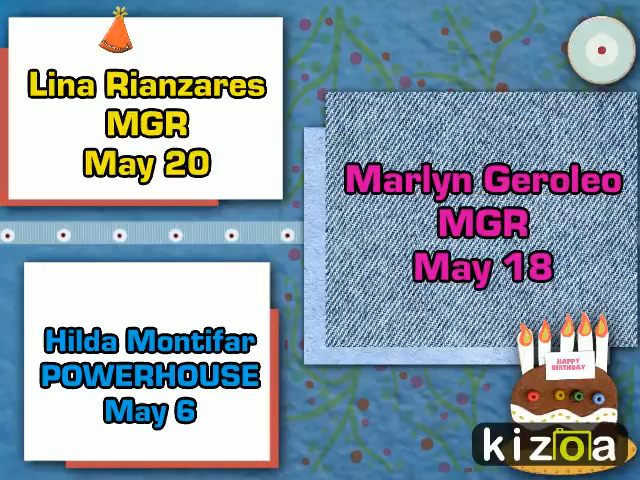 Lina Rianzares
MGR
May 20
Marlyn Geroleo
MGR
May 18
Hilda Montifar
POWERHOUSE
May 6
HAPPY
BIRTHDAY
kizoa